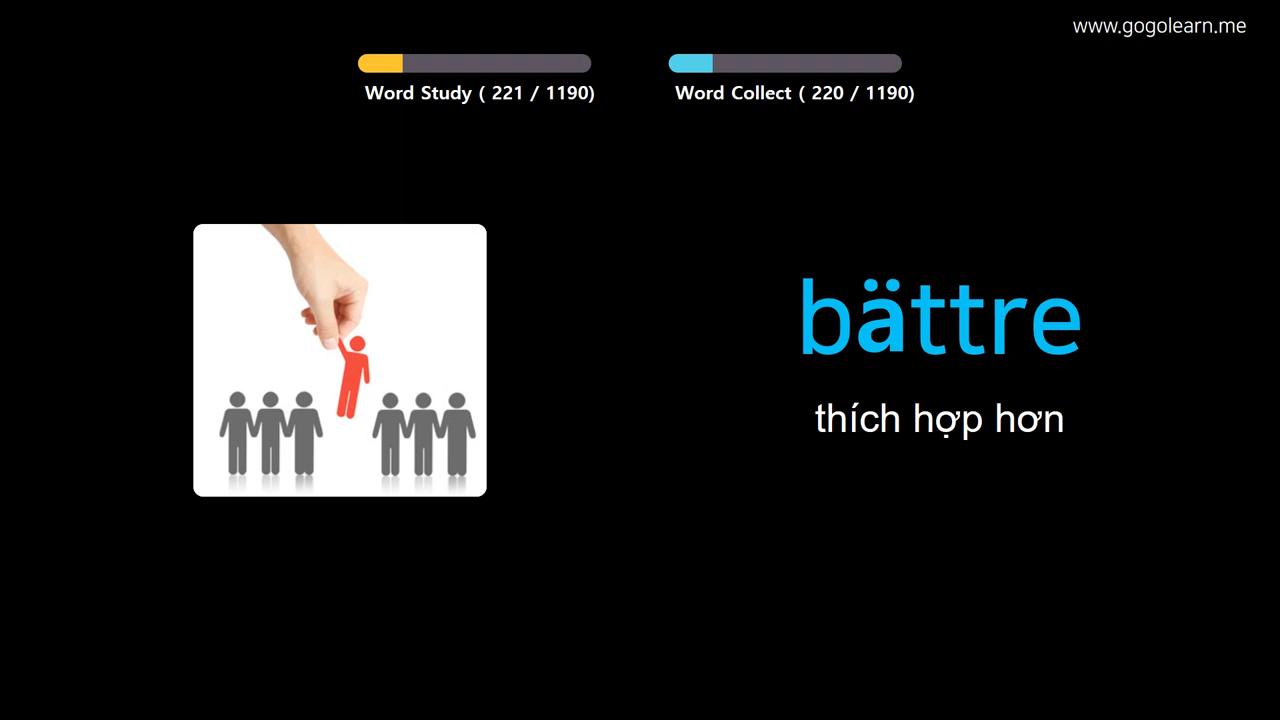 www.gogolearn.me
Word Study ( 221 / 1190)
Word Collect ( 220 / 1190)
bättre
thích hợp hơn